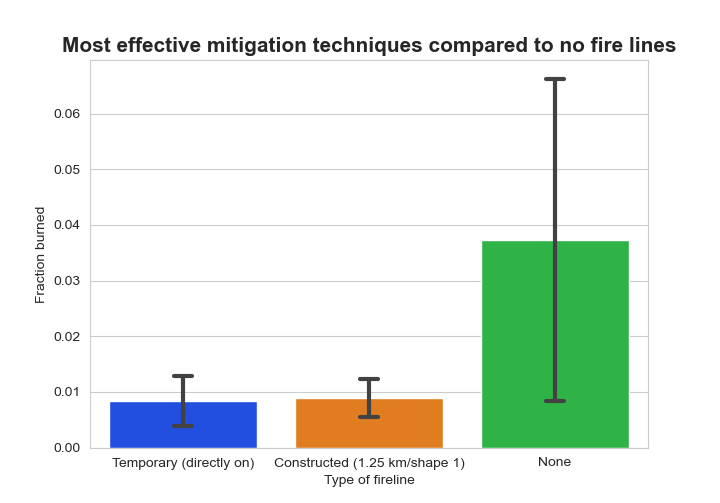 Most effective mitigation techniques compared to no fire lines
0.06
0.05
0.04
0.03
0.02
0.01
0.00
Fraction burned
Temporary (directly on)
Constructed (1.25 km/shape 1)
None
Type of fireline